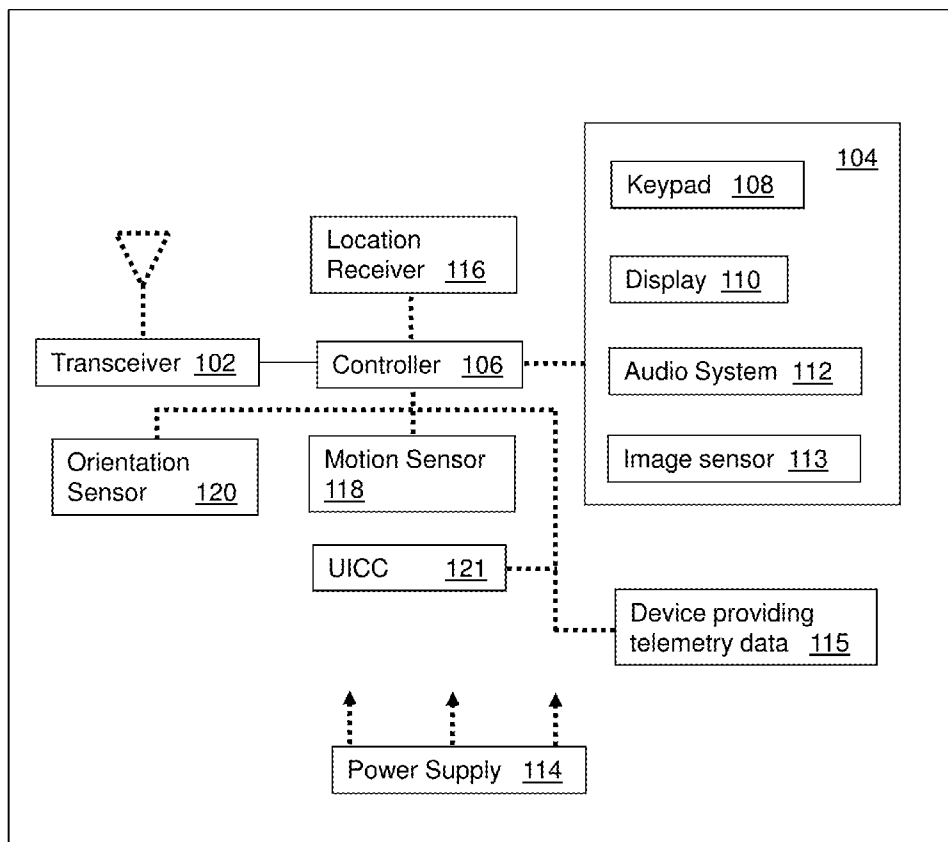 104
Keypad 108
Location
Receiver 116
Display 110
Transceiver 102
Controller 106
Audio System 112
Orientation
Sensor 120
Motion Sensor
118
Image sensor 113
UICC 121
Device providing
telemetry data 115
Power Supply 114